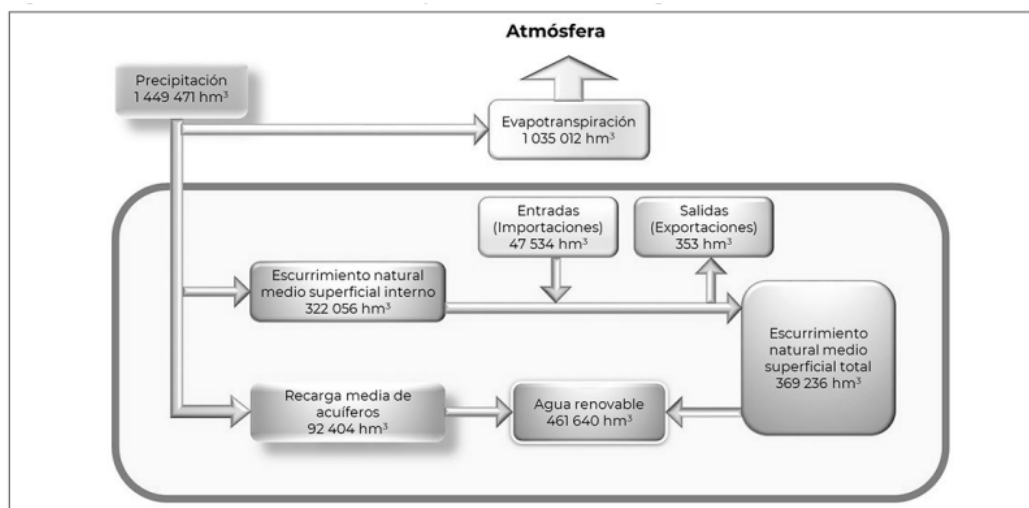 Atmósfera
Precipitación
1 449 471 hm³
Evapotranspiración
1 035 012 hm³
Entradas
(Importaciones)
47 534 hm³
Salidas
(Exportaciones)
353 hm³
Escurrimiento natural
medio superficial interno
322 056 hm³
Escurrimiento
natural medio
superficial total
369 236 hm³
Recarga media de
acuíferos
92 404 hm³
Agua renovable
461 640 hm³